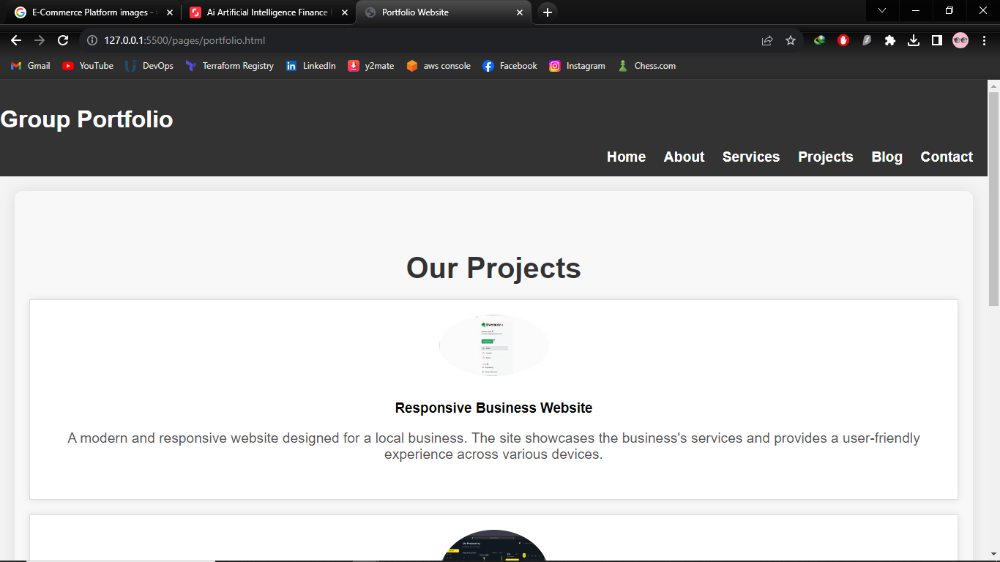 E-Commerce Platform images -
Ai Artificial Intelligence Finance
Portfolio Website
127.0.0.1:5500/pages/portfolio.html
Gmail
YouTube
DevOps
Terraform Registry
LinkedIn
y2mate
aws console
Facebook
Instagram
Chess.com
Group Portfolio
Home About Services Projects Blog Contact
Our Projects
Evernote
Responsive Business Website
A modern and responsive website designed for a local business. The site showcases the business's services and provides a user-friendly
experience across various devices.
My Productivity